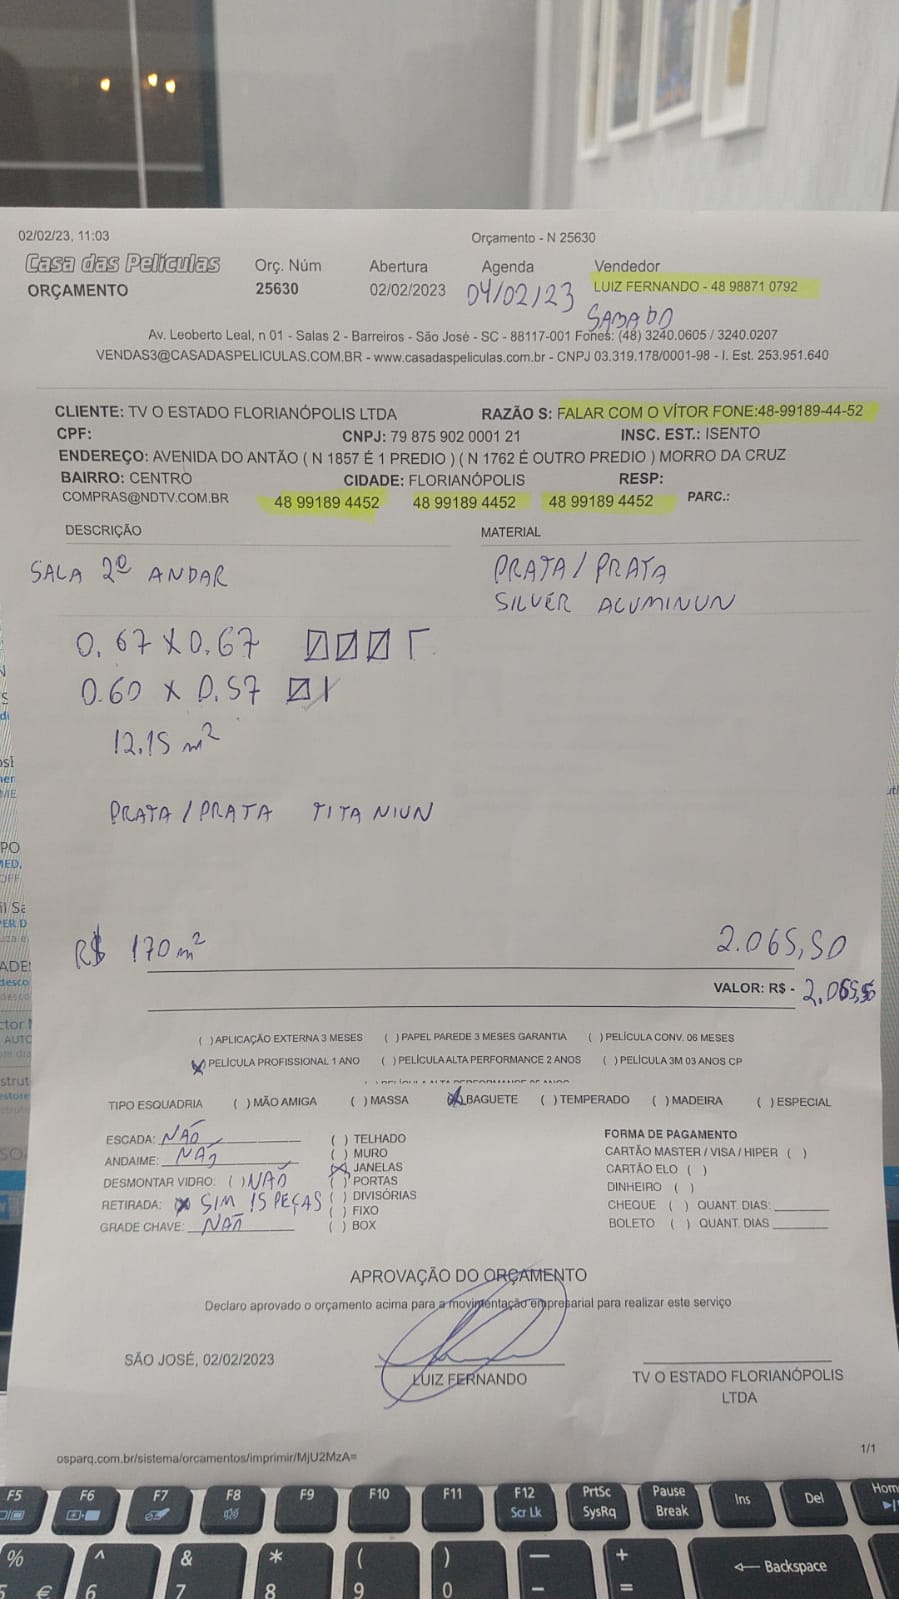 02/02/23, 11:03
Orçamento - N 25630
Casa das Películas
Orç. Núm
Abertura
Agenda
Vendedor
ORÇAMENTO
25630
02/02/2023
04/02/23
LUIZ FERNANDO - 48 98871 0792
SABADO
Av. Leoberto Leal, n 01 - Salas 2 - Barreiros - São José - SC - 88117-001 Fones: (48) 3240.0605 / 3240.0207
VENDAS3@CASADASPELICULAS.COM.BR - www.casadaspeliculas.com.br - CNPJ 03.319.178/0001-98 - I. Est. 253.951.640
CLIENTE: TV O ESTADO FLORIANÓPOLIS LTDA
RAZÃO S: FALAR COM O VÍTOR FONE:48-99189-44-52
CPF:
CNPJ: 79 875 902 0001 21
INSC. EST.: ISENTO
ENDEREÇO: AVENIDA DO ANTÃO ( N 1857 É 1 PREDIO ) ( N 1762 É OUTRO PREDIO ) MORRO DA CRUZ
BAIRRO: CENTRO
CIDADE: FLORIANÓPOLIS
RESP:
COMPRAS@NDTV.COM.BR
48 99189 4452
48 99189 4452
48 99189 4452
PARC.:
DESCRIÇÃO
MATERIAL
SALA 2º ANDAR
PRATA / PRATA
SILVER ALUMINUN
0.67 X 0.67
0.60 X 0.57
12.15 m²
PRATA / PRATA TITANIUN
R$ 170 m²
2.065,50
VALOR: R$ - 2.065,50
( ) APLICAÇÃO EXTERNA 3 MESES
( ) PAPEL PAREDE 3 MESES GARANTIA
( ) PELÍCULA CONV. 06 MESES
(X) PELÍCULA PROFISSIONAL 1 ANO
( ) PELÍCULA ALTA PERFORMANCE 2 ANOS
( ) PELÍCULA 3M 03 ANOS CP
TIPO ESQUADRIA
( ) MÃO AMIGA
( ) MASSA
(X) BAGUETE
( ) TEMPERADO
( ) MADEIRA
( ) ESPECIAL
ESCADA: NÃO
ANDAIME: NÃO
DESMONTAR VIDRO: ( ) NÃO
RETIRADA: (X) SIM 15 PEÇAS
GRADE CHAVE: NÃO
( ) TELHADO
( ) MURO
(X) JANELAS
( ) PORTAS
( ) DIVISÓRIAS
( ) FIXO
( ) BOX
FORMA DE PAGAMENTO
CARTÃO MASTER / VISA / HIPER ( )
CARTÃO ELO ( )
DINHEIRO ( )
CHEQUE ( ) QUANT. DIAS:
BOLETO ( ) QUANT. DIAS
APROVAÇÃO DO ORÇAMENTO
Declaro aprovado o orçamento acima para a movimentação empresarial para realizar este serviço
SÃO JOSÉ, 02/02/2023
LUIZ FERNANDO
TV O ESTADO FLORIANÓPOLIS
LTDA
osparq.com.br/sistema/orcamentos/imprimir/MjU2MzA=
1/1
F5
F6
F7
F8
F9
F10
F11
F12
Scr Lk
PrtSc
SysRq
Pause
Break
Ins
Del
%
5
€
^
6
&
7
*
8
(
9
)
0
—
-
+
=
Backspace